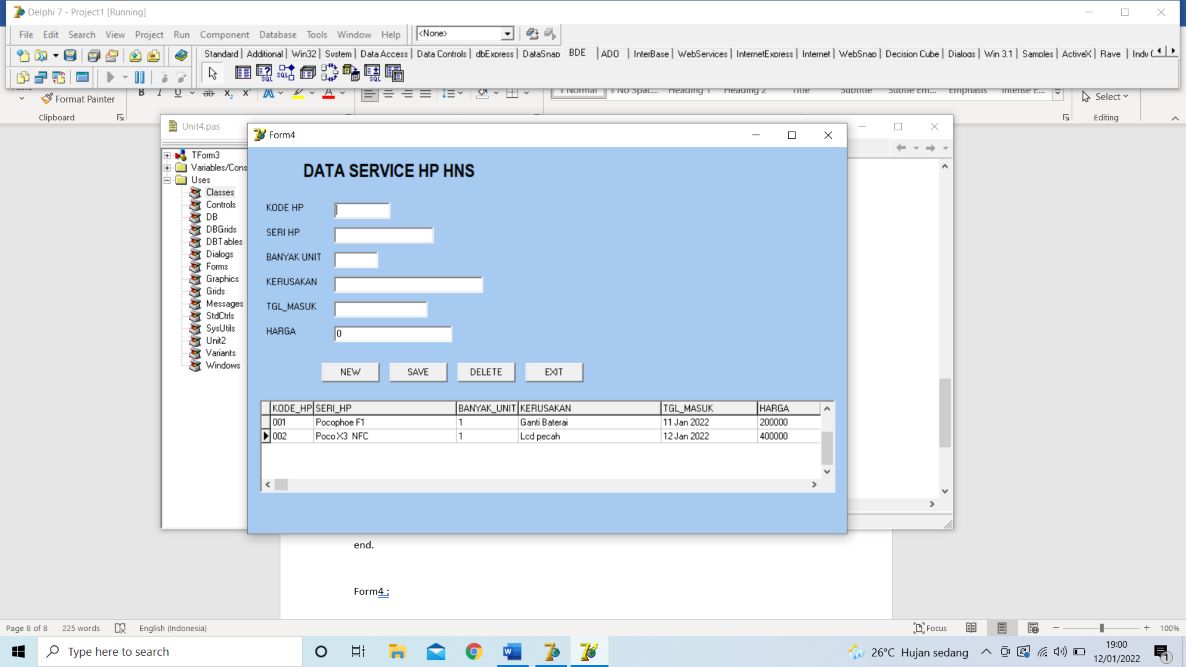 Delphi 7 - Project1 [Running]
File Edit Search View Project Run Component Database Tools Window Help <None>
Standard Additional Win32 System Data Access Data Controls dbExpress DataSnap BDE ADO InterBase WebServices InternetExpress Internet WebSnap Decision Cube Dialogs Win 3.1 Samples ActiveX Rave
Format Painter
B I U ab x₂ x² A A
1 Normal 1 No Spac... Heading 1 Heading 2 Title Subtitle Subtle Em... Emphasis Intense E...
Select
Clipboard
Editing
Unit4.pas
Form4
TForm3
Variables/Cons
Uses
Classes
Controls
DB
DBGrids
DBTables
Dialogs
Forms
Graphics
Grids
Messages
StdCtrls
SysUtils
Unit2
Variants
Windows
DATA SERVICE HP HNS
KODE HP
SERI HP
BANYAK UNIT
KERUSAKAN
TGL_MASUK
HARGA 0
NEW SAVE DELETE EXIT
KODE_HP SERI_HP BANYAK_UNIT KERUSAKAN TGL_MASUK HARGA
001 Pocophoe F1 1 Ganti Baterai 11 Jan 2022 200000
002 Poco X3 NFC 1 Lcd pecah 12 Jan 2022 400000
end.
Form4 :
Page 8 of 8 225 words English (Indonesia) Focus 100%
Type here to search 26°C Hujan sedang 19:00
12/01/2022 1